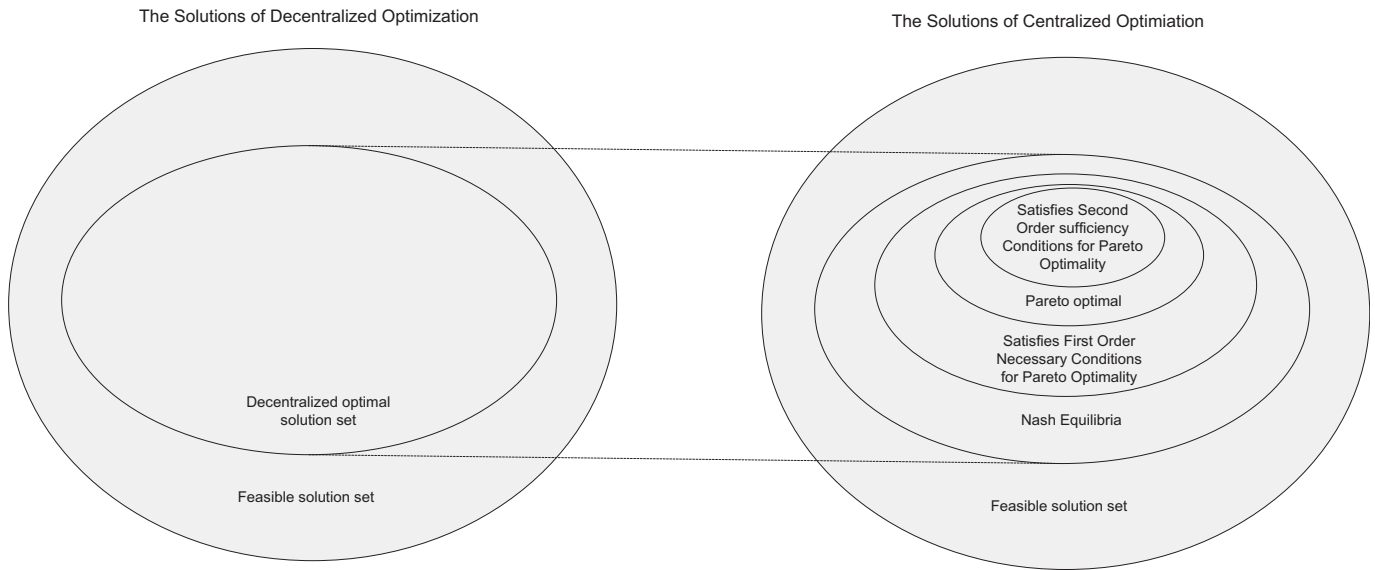 The Solutions of Decentralized Optimization
Decentralized optimal
solution set
Feasible solution set
The Solutions of Centralized Optimiation
Satisfies Second
Order sufficiency
Conditions for Pareto
Optimality
Pareto optimal
Satisfies First Order
Necessary Conditions
for Pareto Optimality
Nash Equilibria
Feasible solution set